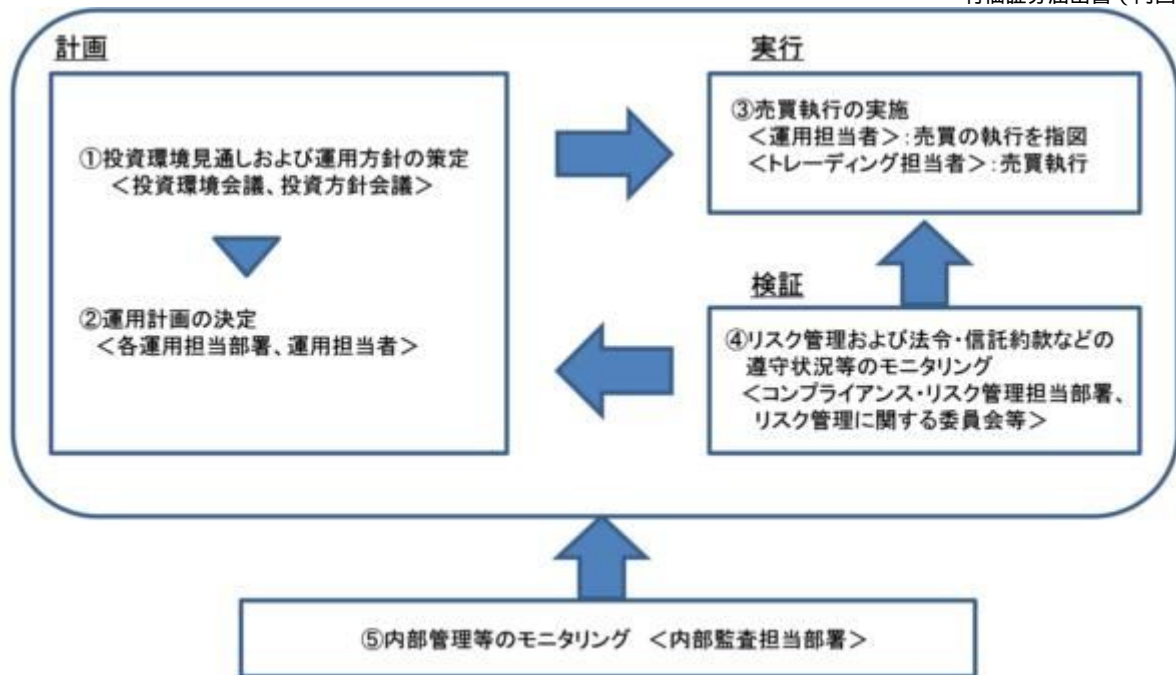 計画
①投資環境見通しおよび運用方針の策定
<投資環境会議、投資方針会議>
②運用計画の決定
<各運用担当部署、運用担当者>
実行
③売買執行の実施
<運用担当者>:売買の執行を指図
<トレーディング担当者>:売買執行
検証
④リスク管理および法令・信託約款などの
遵守状況等のモニタリング
<コンプライアンス・リスク管理担当部署、
リスク管理に関する委員会等>
⑤内部管理等のモニタリング <内部監査担当部署>